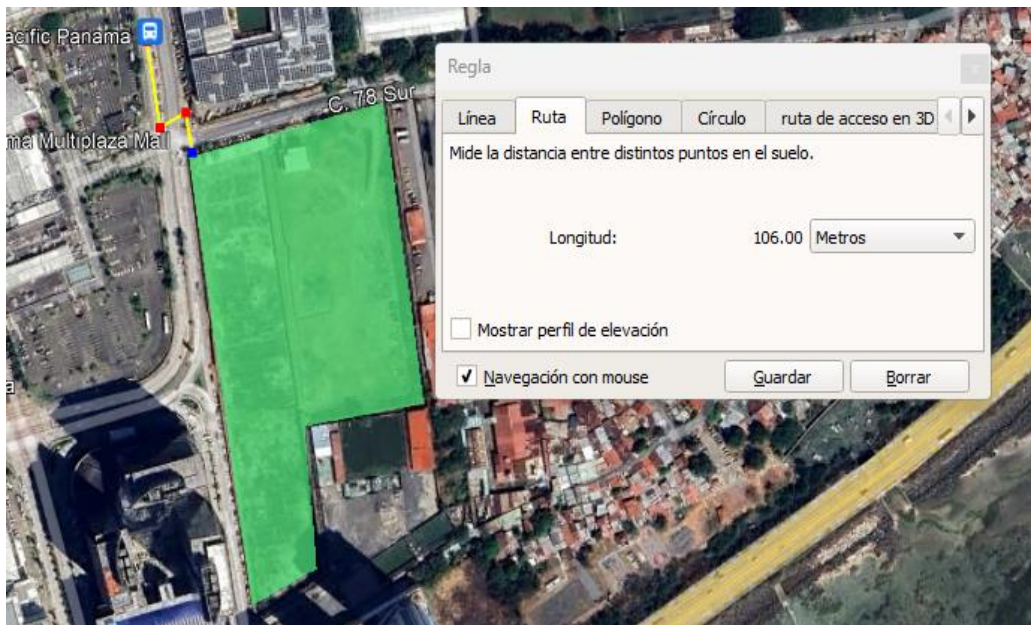 acific Panama
ma Multiplaza Mall
C. 78 Sur
a
Regla
Línea
Ruta
Polígono
Círculo
ruta de acceso en 3D
Mide la distancia entre distintos puntos en el suelo.
Longitud:
106.00
Metros
Mostrar perfil de elevación
Navegación con mouse
Guardar
Borrar